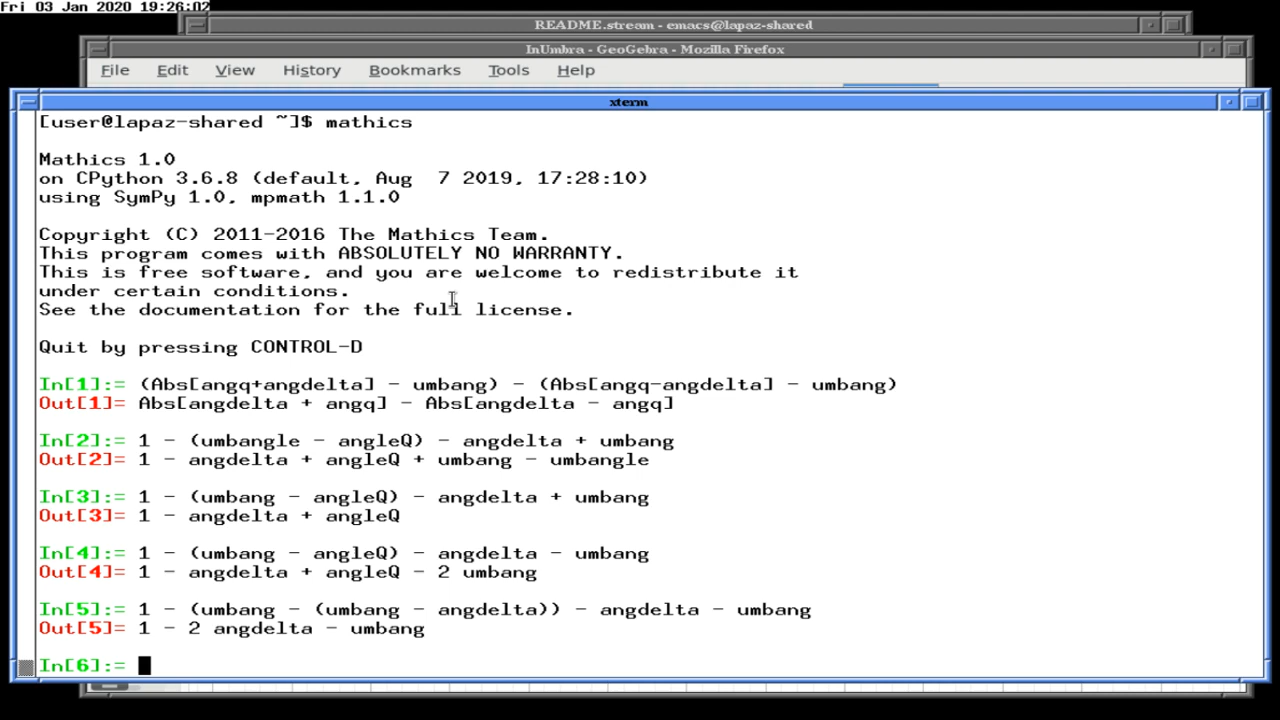 Fri 03 Jan 2020 19:26:02
README.stream - emacs@lapaz-shared
InUmbra - GeoGebra - Mozilla Firefox
File Edit View History Bookmarks Tools Help
xterm
[user@lapaz-shared ~]$ mathics
Mathics 1.0
on CPython 3.6.8 (default, Aug  7 2019, 17:28:10)
using SymPy 1.0, mpmath 1.1.0
Copyright (C) 2011-2016 The Mathics Team.
This program comes with ABSOLUTELY NO WARRANTY.
This is free software, and you are welcome to redistribute it
under certain conditions.
See the documentation for the full license.
Quit by pressing CONTROL-D
In[1]:= (Abs[angq+angdelta] - umbang) - (Abs[angq-angdelta] - umbang)
Out[1]= Abs[angdelta + angq] - Abs[angdelta - angq]
In[2]:= 1 - (umbangle - angleQ) - angdelta + umbang
Out[2]= 1 - angdelta + angleQ + umbang - umbangle
In[3]:= 1 - (umbang - angleQ) - angdelta + umbang
Out[3]= 1 - angdelta + angleQ
In[4]:= 1 - (umbang - angleQ) - angdelta - umbang
Out[4]= 1 - angdelta + angleQ - 2 umbang
In[5]:= 1 - (umbang - (umbang - angdelta)) - angdelta - umbang
Out[5]= 1 - 2 angdelta - umbang
In[6]:=